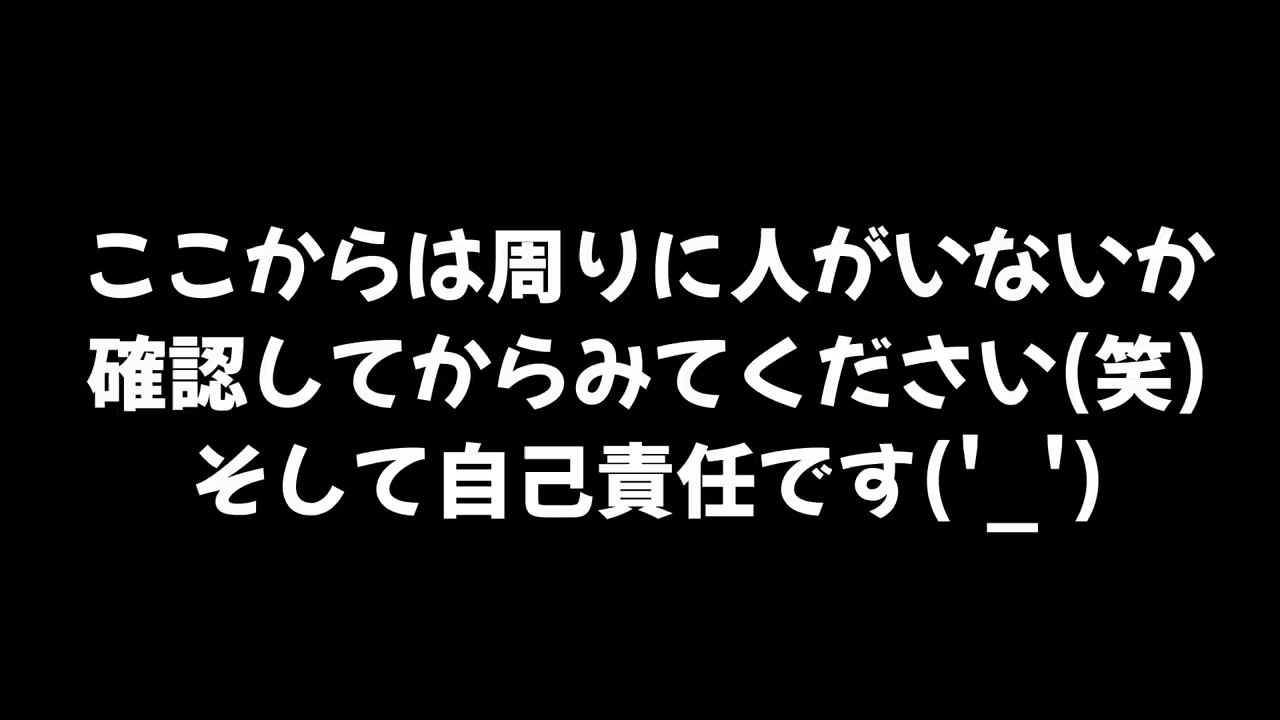 ここからは周りに人がいないか
確認してからみてください(笑)
そして自己責任です('_')